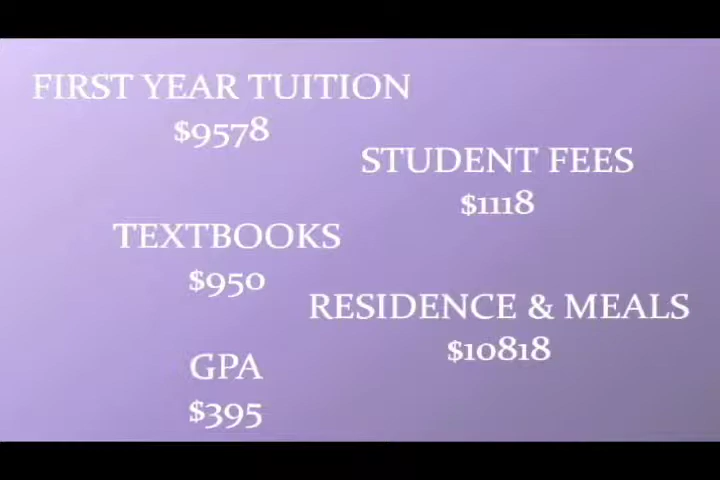 FIRST YEAR TUITION
$9578
STUDENT FEES
$1118
TEXTBOOKS
$950
RESIDENCE & MEALS
$10818
GPA
$395